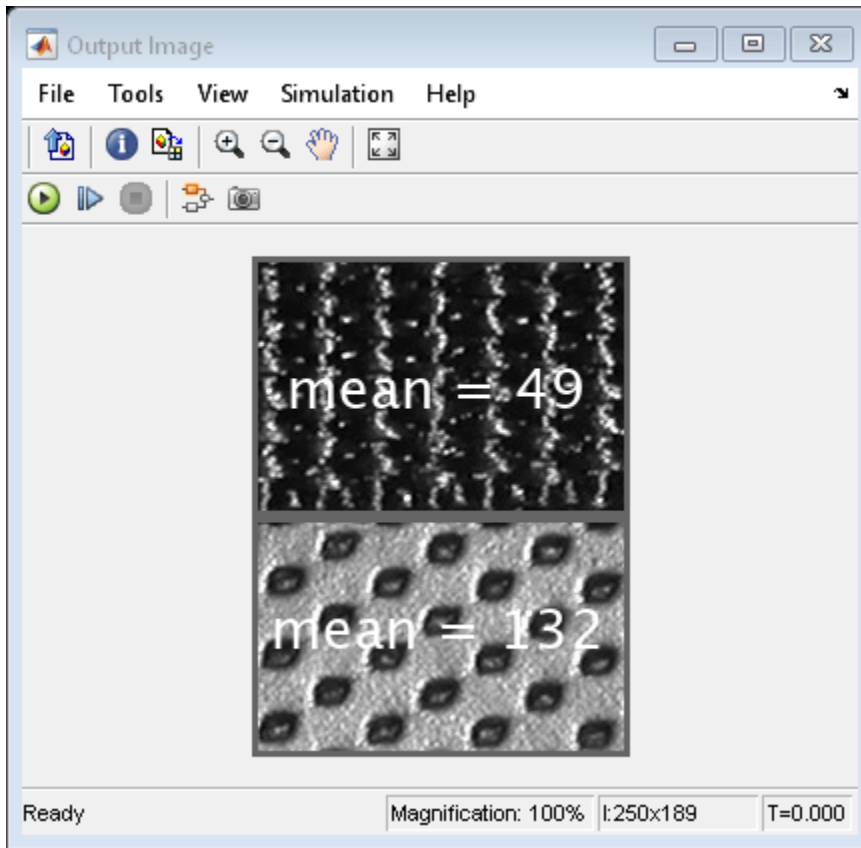 Output Image
File Tools View Simulation Help
mean = 49
mean = 132
Ready Magnification: 100% I:250x189 T=0.000